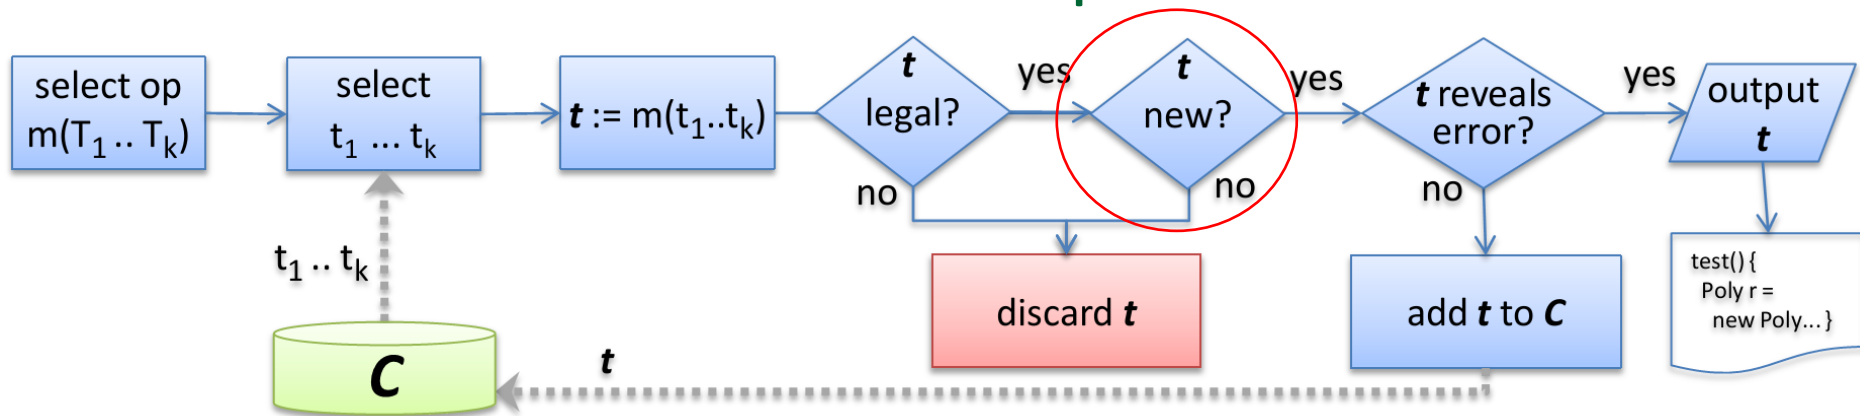 select op
m(T1 .. Tk)
select
t1 ... tk
t := m(t1..tk)
t
legal?
yes
no
t
new?
yes
no
t reveals
error?
yes
no
output
t
t1 .. tk
discard t
add t to C
test() {
Poly r =
new Poly... }
C
t